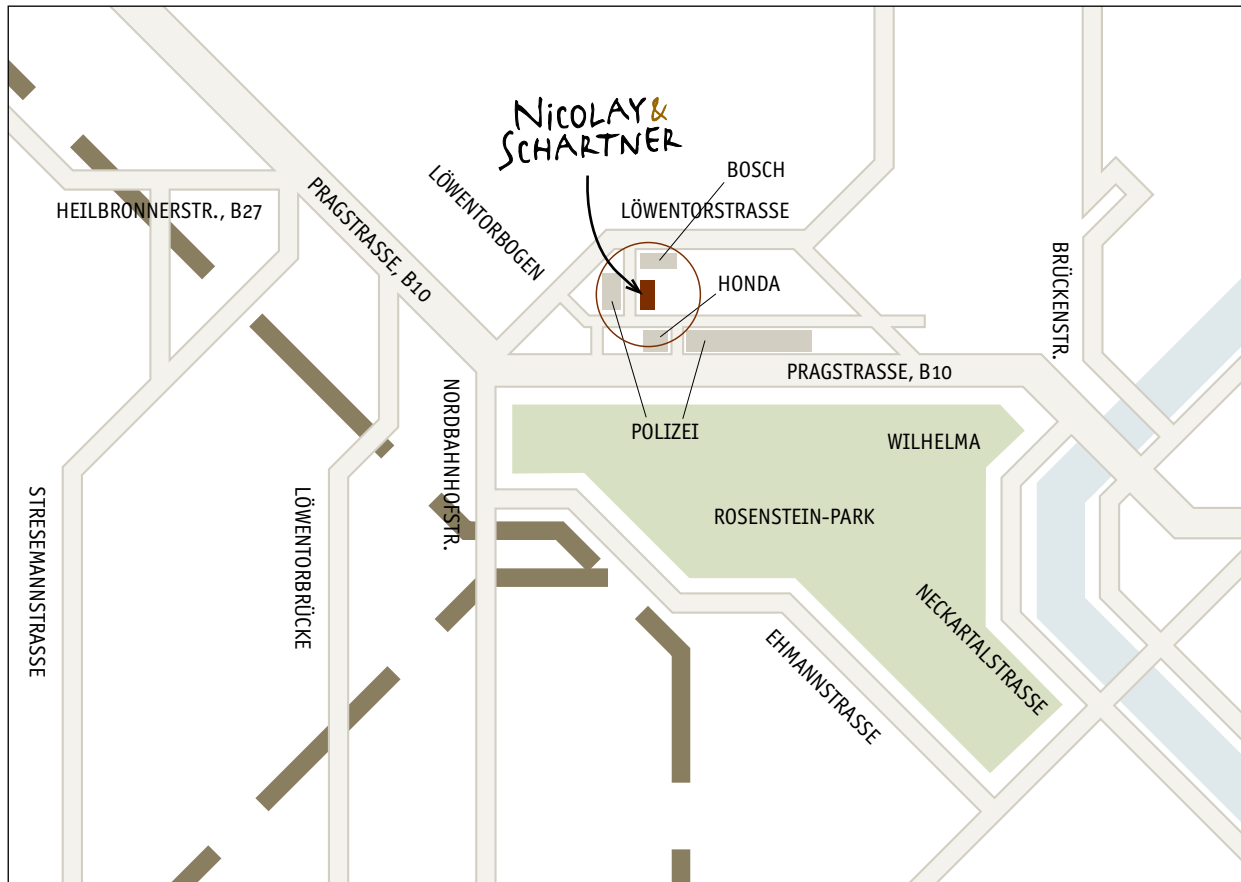 NiCOLAY &
SCHARTNER
BOSCH
LÖWENTORSTRASSE
LÖWENTORBOGEN
HEILBRONNERSTR., B27
PRAGSTRASSE, B10
HONDA
BRÜCKENSTR.
PRAGSTRASSE, B10
NORDBAHNHOFSTR.
POLIZEI
WILHELMA
STRESEMANNSTRASSE
LÖWENTORBRÜCKE
ROSENSTEIN-PARK
NECKARTALSTRASSE
EHMANNSTRASSE